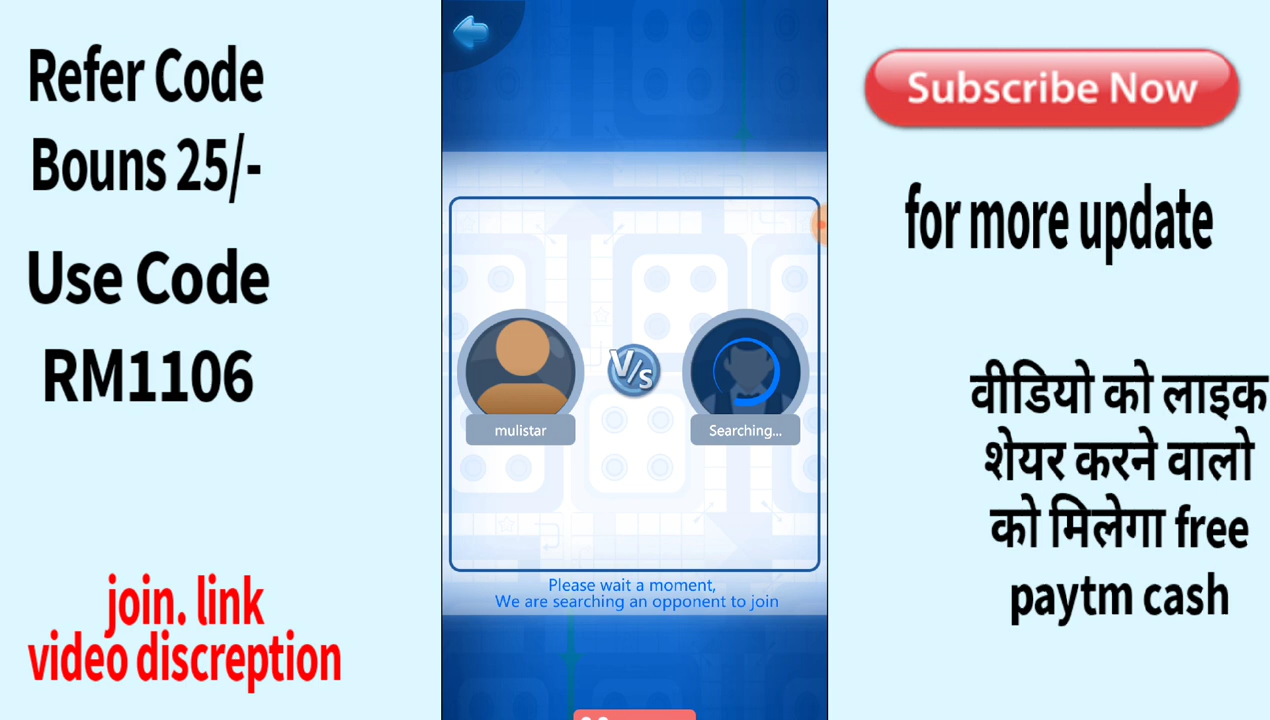 Refer Code
Bouns 25/-
Use Code
RM1106
join. link
video discreption
V/s
mulistar
Searching...
Please wait a moment,
We are searching an opponent to join
Subscribe Now
for more update
वीडियो को लाइक
शेयर करने वालो
को मिलेगा free
paytm cash